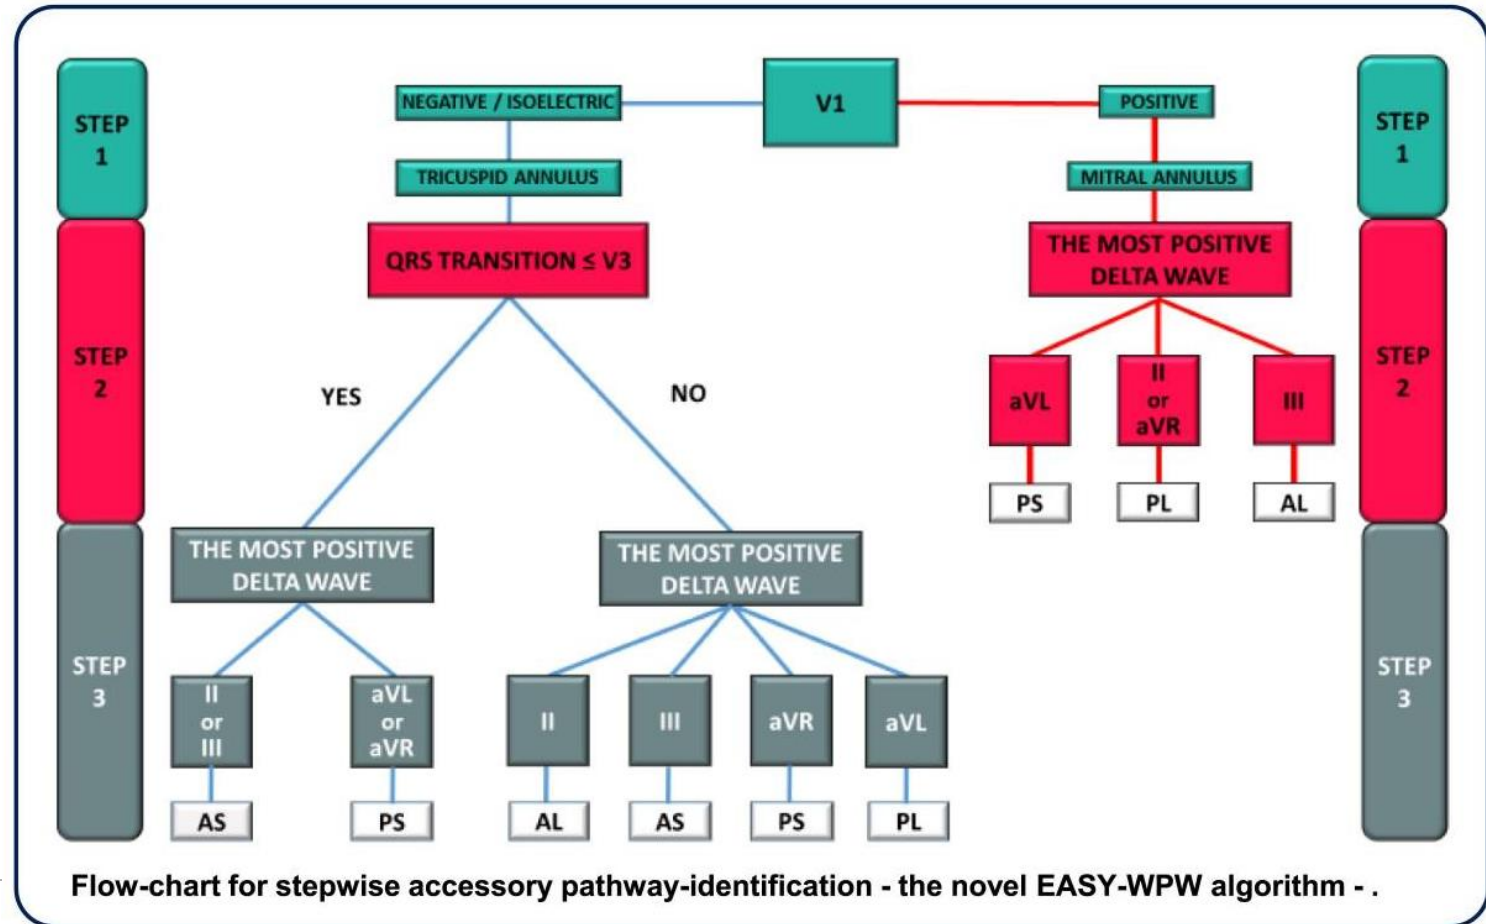 STEP
1
NEGATIVE / ISOELECTRIC
V1
POSITIVE
STEP
1
TRICUSPID ANNULUS
MITRAL ANNULUS
STEP
2
QRS TRANSITION ≤ V3
THE MOST POSITIVE
DELTA WAVE
STEP
2
YES
NO
aVL
II
or
aVR
III
PS
PL
AL
STEP
3
THE MOST POSITIVE
DELTA WAVE
THE MOST POSITIVE
DELTA WAVE
STEP
3
II
or
III
aVL
or
aVR
II
III
aVR
aVL
AS
PS
AL
AS
PS
PL
Flow-chart for stepwise accessory pathway-identification - the novel EASY-WPW algorithm - .